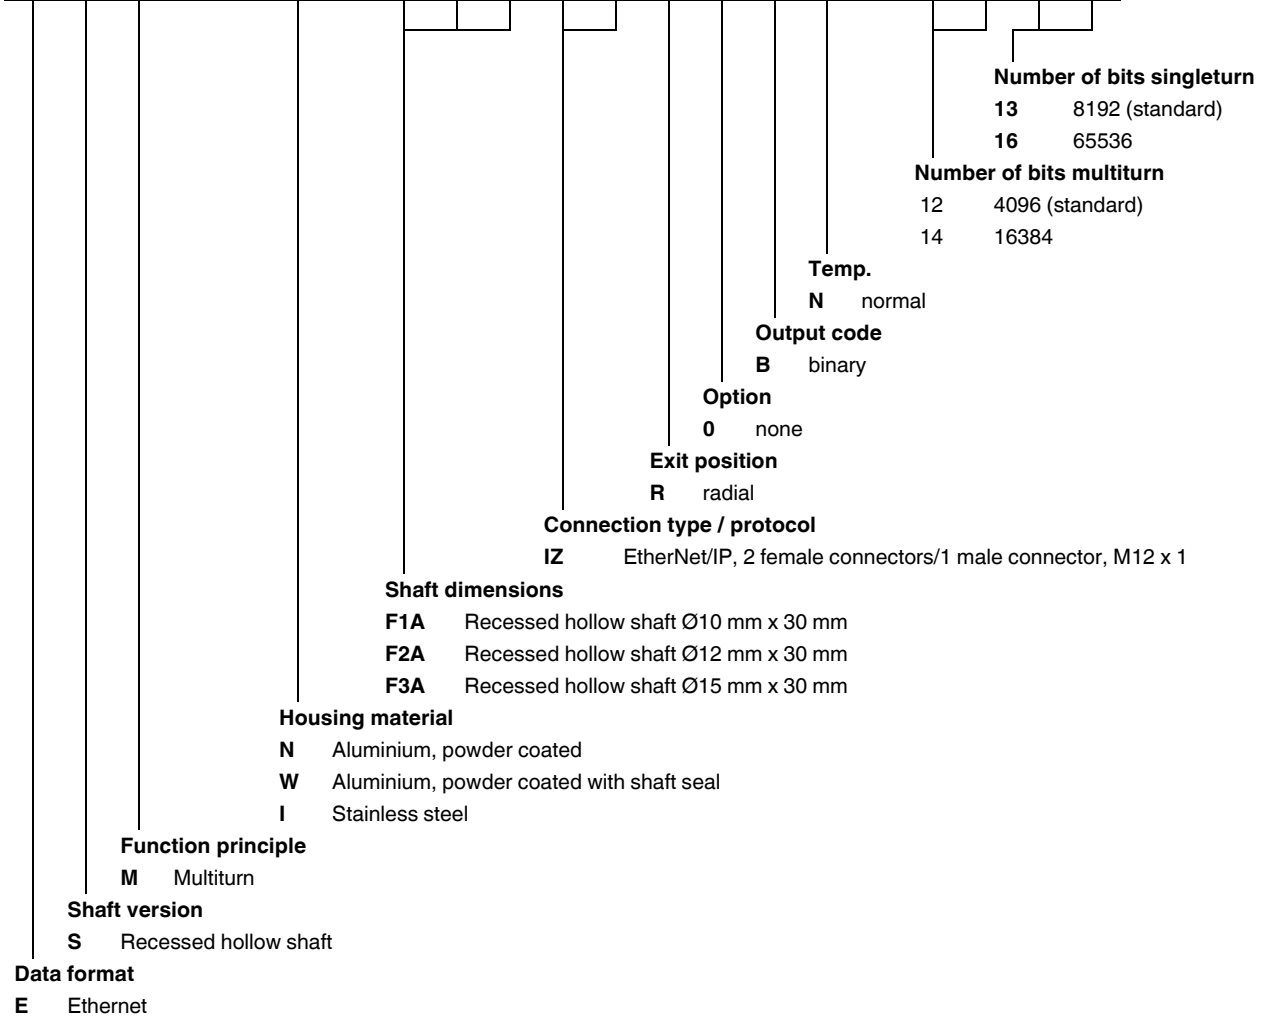 Number of bits singleturn
13 8192 (standard)
16 65536
Number of bits multiturn
12 4096 (standard)
14 16384
Temp.
N normal
Output code
B binary
Option
0 none
Exit position
R radial
Connection type / protocol
IZ EtherNet/IP, 2 female connectors/1 male connector, M12 x 1
Shaft dimensions
F1A Recessed hollow shaft Ø10 mm x 30 mm
F2A Recessed hollow shaft Ø12 mm x 30 mm
F3A Recessed hollow shaft Ø15 mm x 30 mm
Housing material
N Aluminium, powder coated
W Aluminium, powder coated with shaft seal
I Stainless steel
Function principle
M Multiturn
Shaft version
S Recessed hollow shaft
Data format
E Ethernet